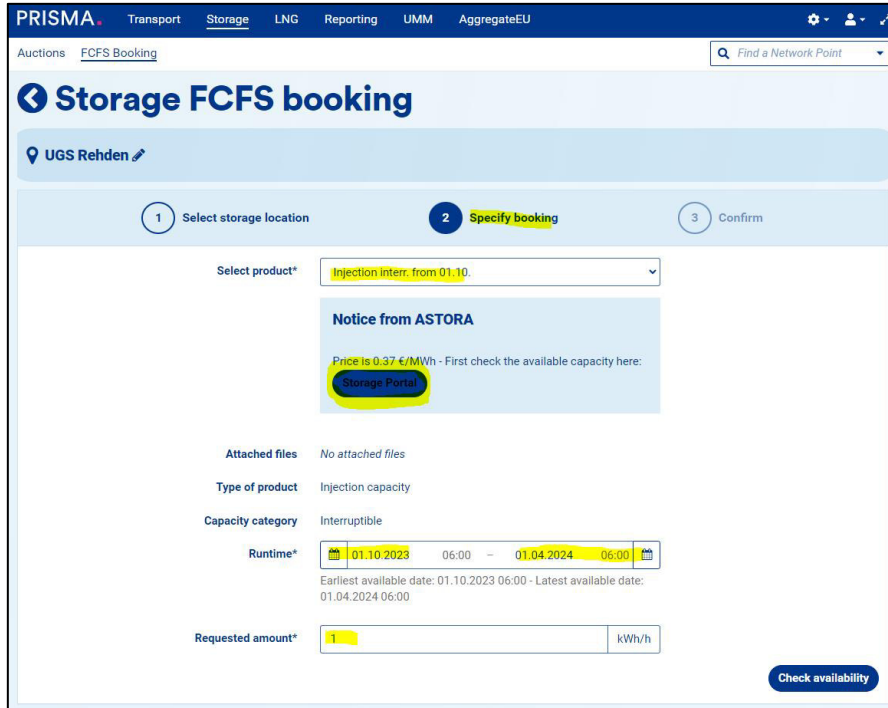 PRISMA. Transport Storage LNG Reporting UMM AggregateEU
Auctions FCFS Booking Find a Network Point
Storage FCFS booking
UGS Rehden
1 Select storage location 2 Specify booking 3 Confirm
Select product* Injection interr. from 01.10.
Notice from ASTORA
Price is 0.37 €/MWh - First check the available capacity here:
Storage Portal
Attached files No attached files
Type of product Injection capacity
Capacity category Interruptible
Runtime* 01.10.2023 06:00 – 01.04.2024 06:00
Earliest available date: 01.10.2023 06:00 - Latest available date:
01.04.2024 06:00
Requested amount* 1 kWh/h
Check availability